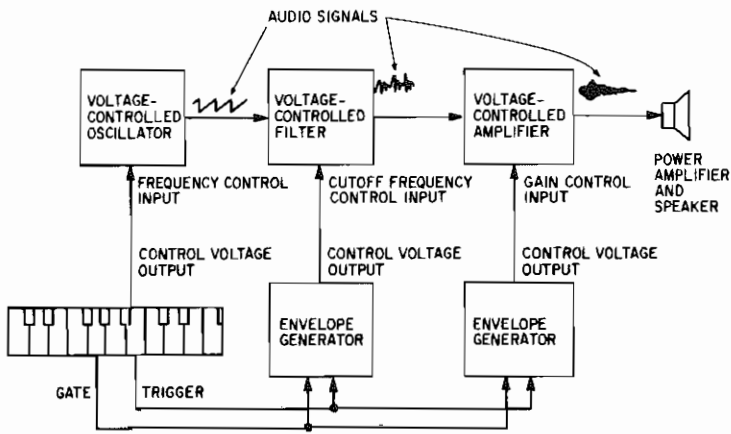 AUDIO SIGNALS
VOLTAGE-
CONTROLLED
OSCILLATOR
VOLTAGE-
CONTROLLED
FILTER
VOLTAGE-
CONTROLLED
AMPLIFIER
POWER
AMPLIFIER
AND
SPEAKER
FREQUENCY CONTROL
INPUT
CUTOFF FREQUENCY
CONTROL INPUT
GAIN CONTROL
INPUT
CONTROL VOLTAGE
OUTPUT
CONTROL VOLTAGE
OUTPUT
CONTROL VOLTAGE
OUTPUT
ENVELOPE
GENERATOR
ENVELOPE
GENERATOR
GATE
TRIGGER